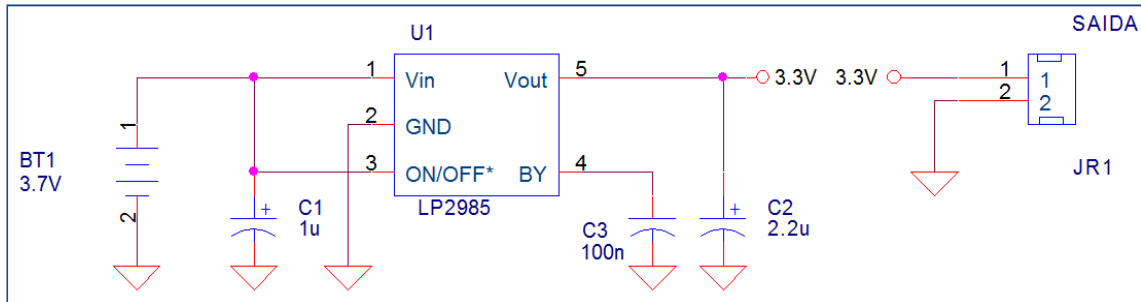 U1
SAIDA
1
Vin
Vout
5
3.3V
3.3V
1
1
2
2
2
GND
1
BT1
3.7V
2
3
ON/OFF*
BY
4
LP2985
JR1
+
C1
1u
C3
100n
+
C2
2.2u